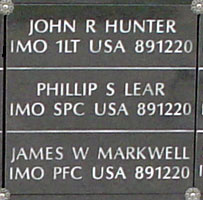 JOHN R HUNTER
IMO 1LT USA 891220
PHILLIP S LEAR
IMO SPC USA 891220
JAMES W MARKWELL
IMO PFC USA 891220